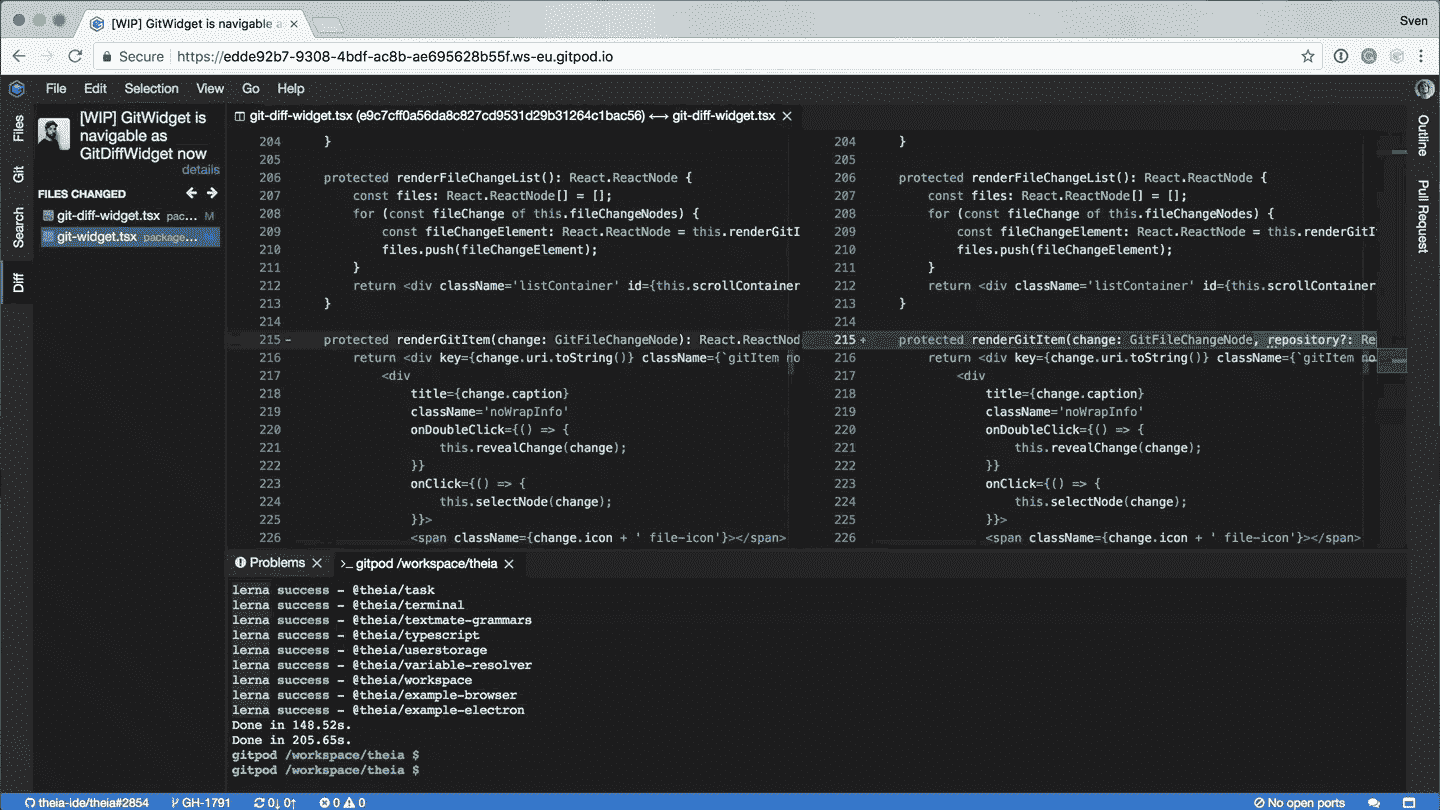 [WIP] GitWidget is navigable a
Sven
Secure https://edde92b7-9308-4bdf-ac8b-ae695628b55f.ws-eu.gitpod.io
File Edit Selection View Go Help
Files
Git
Search
Diff
[WIP] GitWidget is
navigable as
GitDiffWidget now
details
FILES CHANGED
git-diff-widget.tsx pac... M
git-widget.tsx package...
git-diff-widget.tsx (e9c7cff0a56da8c827cd9531d29b31264c1bac56) ⟷ git-diff-widget.tsx
204 }
205
206 protected renderFileChangeList(): React.ReactNode {
207 const files: React.ReactNode[] = [];
208 for (const fileChange of this.fileChangeNodes) {
209 const fileChangeElement: React.ReactNode = this.renderGitI
210 files.push(fileChangeElement);
211 }
212 return <div className='listContainer' id={this.scrollContainer
213 }
214
215 - protected renderGitItem(change: GitFileChangeNode): React.ReactNod
216 return <div key={change.uri.toString()} className={`gitItem no
217 <div
218 title={change.caption}
219 className='noWrapInfo'
220 onDoubleClick={() => {
221 this.revealChange(change);
222 }}
223 onClick={() => {
224 this.selectNode(change);
225 }}>
226 <span className={change.icon + ' file-icon'}></span>
204 }
205
206 protected renderFileChangeList(): React.ReactNode {
207 const files: React.ReactNode[] = [];
208 for (const fileChange of this.fileChangeNodes) {
209 const fileChangeElement: React.ReactNode = this.renderGitI
210 files.push(fileChangeElement);
211 }
212 return <div className='listContainer' id={this.scrollContainer
213 }
214
215 + protected renderGitItem(change: GitFileChangeNode, repository?: Re
216 return <div key={change.uri.toString()} className={`gitItem no
217 <div
218 title={change.caption}
219 className='noWrapInfo'
220 onDoubleClick={() => {
221 this.revealChange(change);
222 }}
223 onClick={() => {
224 this.selectNode(change);
225 }}>
226 <span className={change.icon + ' file-icon'}></span>
Outline
Pull Request
Problems
>_ gitpod /workspace/theia
lerna success - @theia/task
lerna success - @theia/terminal
lerna success - @theia/textmate-grammars
lerna success - @theia/typescript
lerna success - @theia/userstorage
lerna success - @theia/variable-resolver
lerna success - @theia/workspace
lerna success - @theia/example-browser
lerna success - @theia/example-electron
Done in 148.52s.
Done in 205.65s.
gitpod /workspace/theia $
gitpod /workspace/theia $
theia-ide/theia#2854 GH-1791 0↓ 0↑ 0 0 No open ports